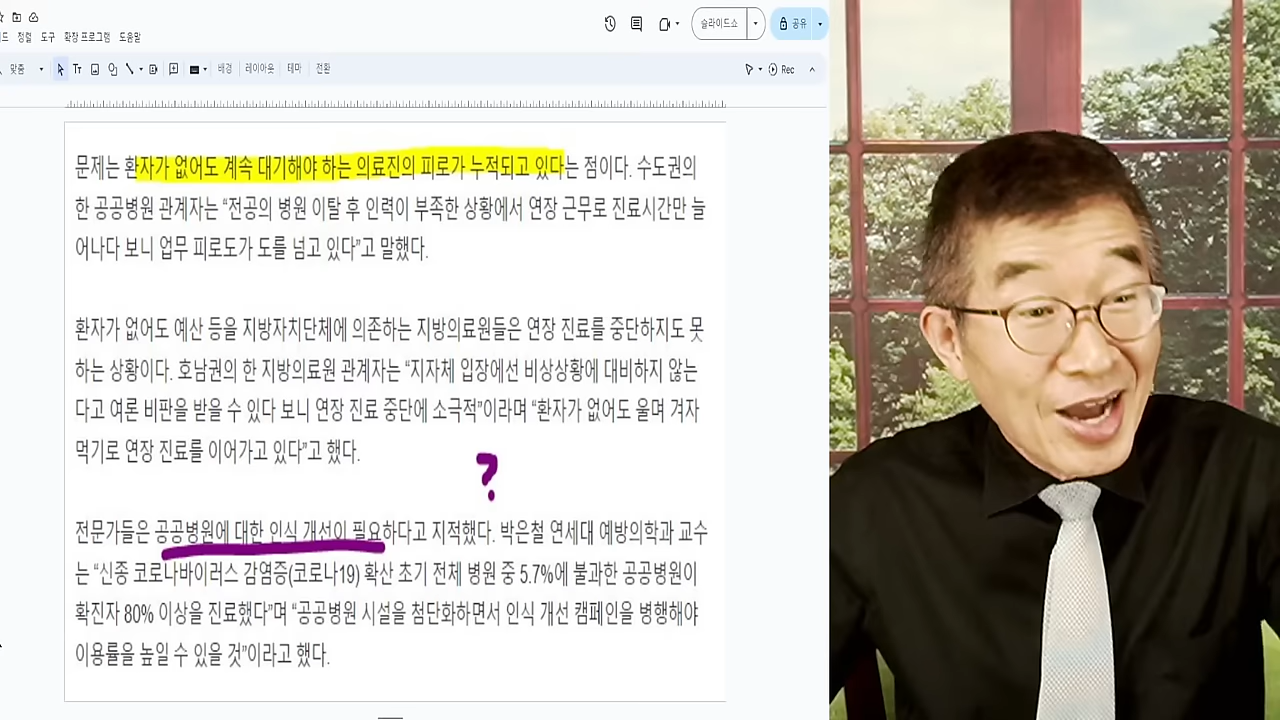 정렬 도구 확장 프로그램 도움말
슬라이드쇼
공유
맞춤
배경 레이아웃 테마 전환
Rec
문제는 환자가 없어도 계속 대기해야 하는 의료진의 피로가 누적되고 있다는 점이다. 수도권의
한 공공병원 관계자는 “전공의 병원 이탈 후 인력이 부족한 상황에서 연장 근무로 진료시간만 늘
어나다 보니 업무 피로도가 도를 넘고 있다”고 말했다.
환자가 없어도 예산 등을 지방자치단체에 의존하는 지방의료원들은 연장 진료를 중단하지도 못
하는 상황이다. 호남권의 한 지방의료원 관계자는 “지자체 입장에선 비상상황에 대비하지 않는
다고 여론 비판을 받을 수 있다 보니 연장 진료 중단에 소극적”이라며 “환자가 없어도 울며 겨자
먹기로 연장 진료를 이어가고 있다”고 했다.
?
전문가들은 공공병원에 대한 인식 개선이 필요하다고 지적했다. 박은철 연세대 예방의학과 교수
는 “신종 코로나바이러스 감염증(코로나19) 확산 초기 전체 병원 중 5.7%에 불과한 공공병원이
확진자 80% 이상을 진료했다”며 “공공병원 시설을 첨단화하면서 인식 개선 캠페인을 병행해야
이용률을 높일 수 있을 것”이라고 했다.